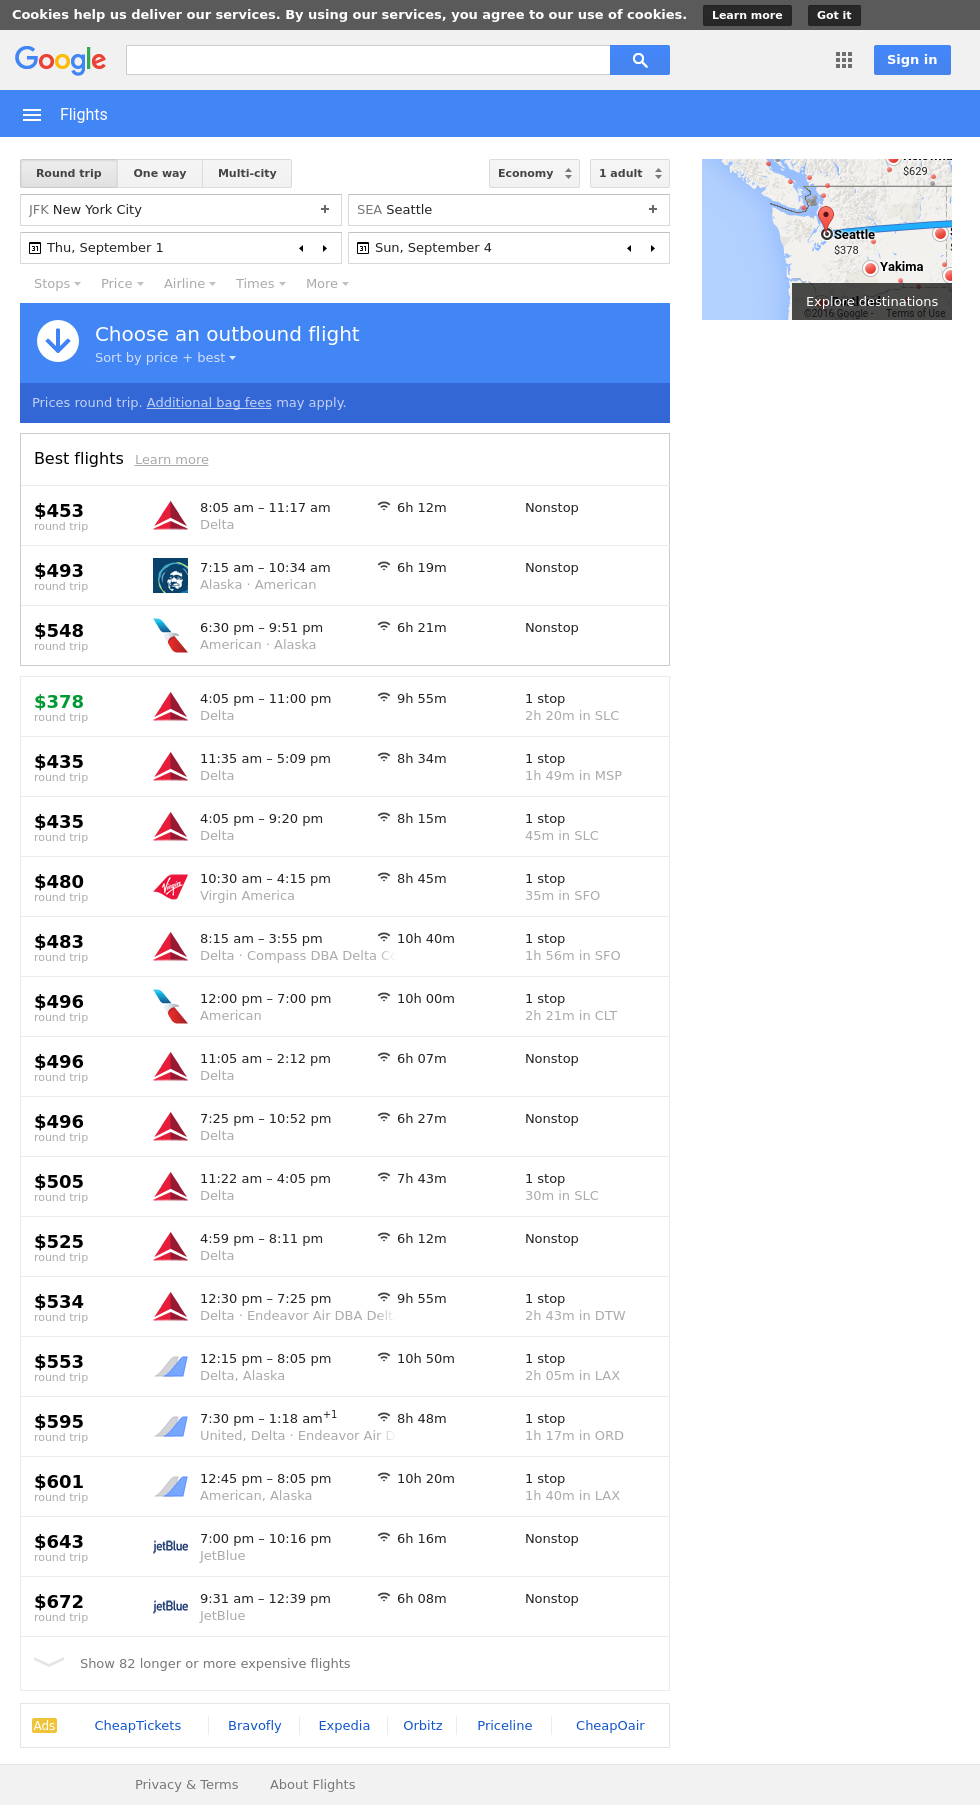 Cookies help us deliver our services. By using our services, you agree to our use of cookies. Learn more Got it
Google Sign in
Flights
Round trip One way Multi-city Economy 1 adult
JFK New York City + SEA Seattle +
31 Thu, September 1 31 Sun, September 4
Stops Price Airline Times More
$629
Seattle
$378
Yakima
Explore destinations
©2016 Google - Terms of Use
Choose an outbound flight
Sort by price + best
Prices round trip. Additional bag fees may apply.
Best flights Learn more
$453 8:05 am – 11:17 am 6h 12m Nonstop
round trip Delta
$493 7:15 am – 10:34 am 6h 19m Nonstop
round trip Alaska · American
$548 6:30 pm – 9:51 pm 6h 21m Nonstop
round trip American · Alaska
$378 4:05 pm – 11:00 pm 9h 55m 1 stop
round trip Delta 2h 20m in SLC
$435 11:35 am – 5:09 pm 8h 34m 1 stop
round trip Delta 1h 49m in MSP
$435 4:05 pm – 9:20 pm 8h 15m 1 stop
round trip Delta 45m in SLC
$480 Virgin 10:30 am – 4:15 pm 8h 45m 1 stop
round trip Virgin America 35m in SFO
$483 8:15 am – 3:55 pm 10h 40m 1 stop
round trip Delta · Compass DBA Delta Co 1h 56m in SFO
$496 12:00 pm – 7:00 pm 10h 00m 1 stop
round trip American 2h 21m in CLT
$496 11:05 am – 2:12 pm 6h 07m Nonstop
round trip Delta
$496 7:25 pm – 10:52 pm 6h 27m Nonstop
round trip Delta
$505 11:22 am – 4:05 pm 7h 43m 1 stop
round trip Delta 30m in SLC
$525 4:59 pm – 8:11 pm 6h 12m Nonstop
round trip Delta
$534 12:30 pm – 7:25 pm 9h 55m 1 stop
round trip Delta · Endeavor Air DBA Delt 2h 43m in DTW
$553 12:15 pm – 8:05 pm 10h 50m 1 stop
round trip Delta, Alaska 2h 05m in LAX
$595 7:30 pm – 1:18 am+1 8h 48m 1 stop
round trip United, Delta · Endeavor Air D 1h 17m in ORD
$601 12:45 pm – 8:05 pm 10h 20m 1 stop
round trip American, Alaska 1h 40m in LAX
$643 jetBlue 7:00 pm – 10:16 pm 6h 16m Nonstop
round trip JetBlue
$672 jetBlue 9:31 am – 12:39 pm 6h 08m Nonstop
round trip JetBlue
Show 82 longer or more expensive flights
Ads CheapTickets Bravofly Expedia Orbitz Priceline CheapOair
Privacy & Terms About Flights